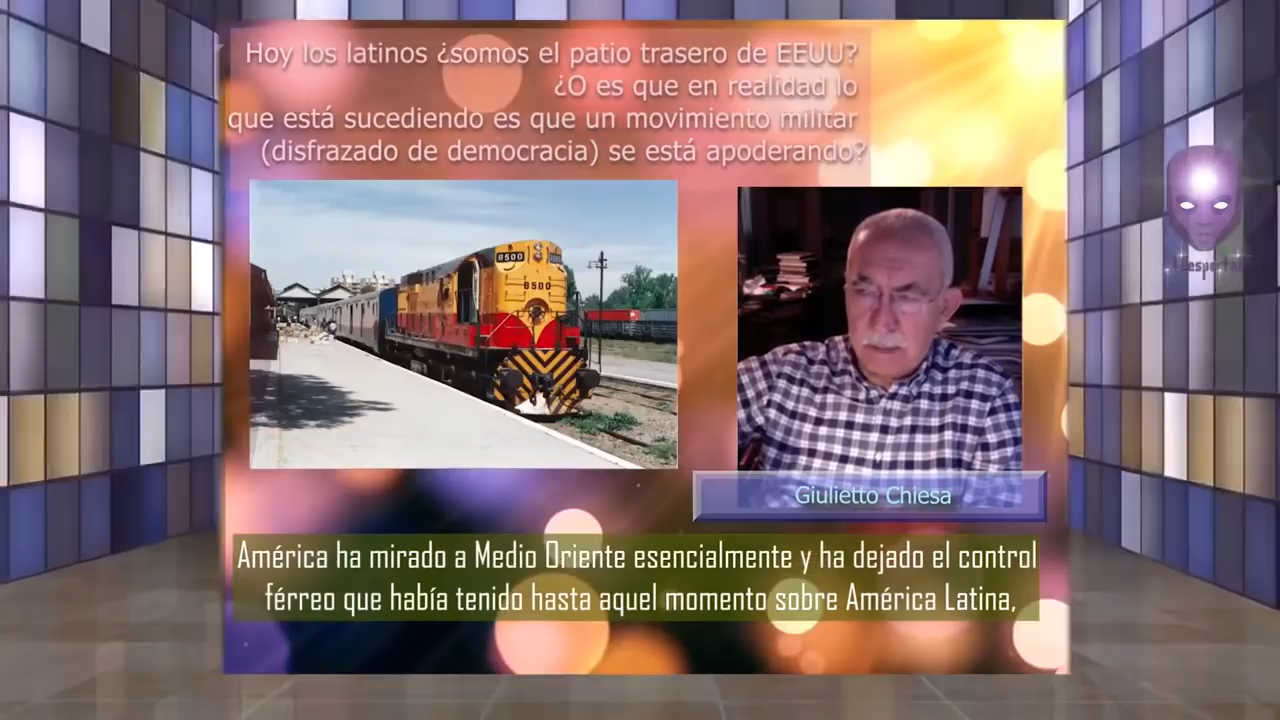 Hoy los latinos ¿somos el patio trasero de EEUU?
¿O es que en realidad lo
que está sucediendo es que un movimiento militar
(disfrazado de democracia) se está apoderando?
8500
8500
Giulietto Chiesa
América ha mirado a Medio Oriente esencialmente y ha dejado el control
férreo que había tenido hasta aquel momento sobre América Latina,